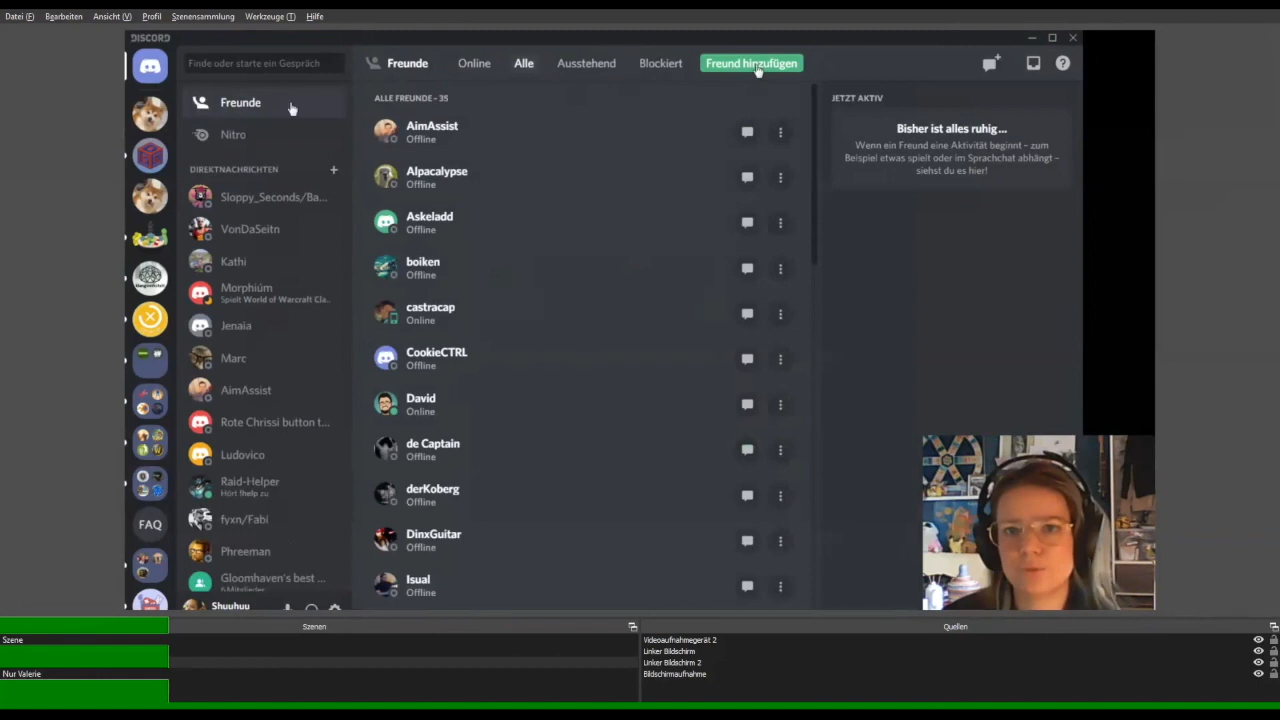 Datei (F)
Bearbeiten
Ansicht (V)
Profil
Szenensammlung
Werkzeuge (T)
Hilfe
DISCORD
Finde oder starte ein Gespräch
Freunde
Online
Alle
Ausstehend
Blockiert
Freund hinzufügen
Freunde
Nitro
DIREKTNACHRICHTEN
Sloppy_Seconds/Ba...
VonDaSeitn
Kathi
Morphiúm
Spielt World of Warcraft Cla..
Jenaia
Marc
AimAssist
Rote Chrissi button t...
Ludovico
Raid-Helper
Hört !help zu
fyxn/Fabi
Phreeman
Gloomhaven's best ...
6 Mitglieder
Shuuhuu
FAQ
ALLE FREUNDE – 35
AimAssist
Offline
Alpacalypse
Offline
Askeladd
Offline
boiken
Offline
castracap
Online
CookieCTRL
Offline
David
Online
de Captain
Offline
derKoberg
Offline
DinxGuitar
Offline
Isual
Offline
JETZT AKTIV
Bisher ist alles ruhig...
Wenn ein Freund eine Aktivität beginnt – zum
Beispiel etwas spielt oder im Sprachchat abhängt –
siehst du es hier!
Szenen
Szene
Nur Valerie
Quellen
Videoaufnahmegerät 2
Linker Bildschirm
Linker Bildschirm 2
Bildschirmaufnahme